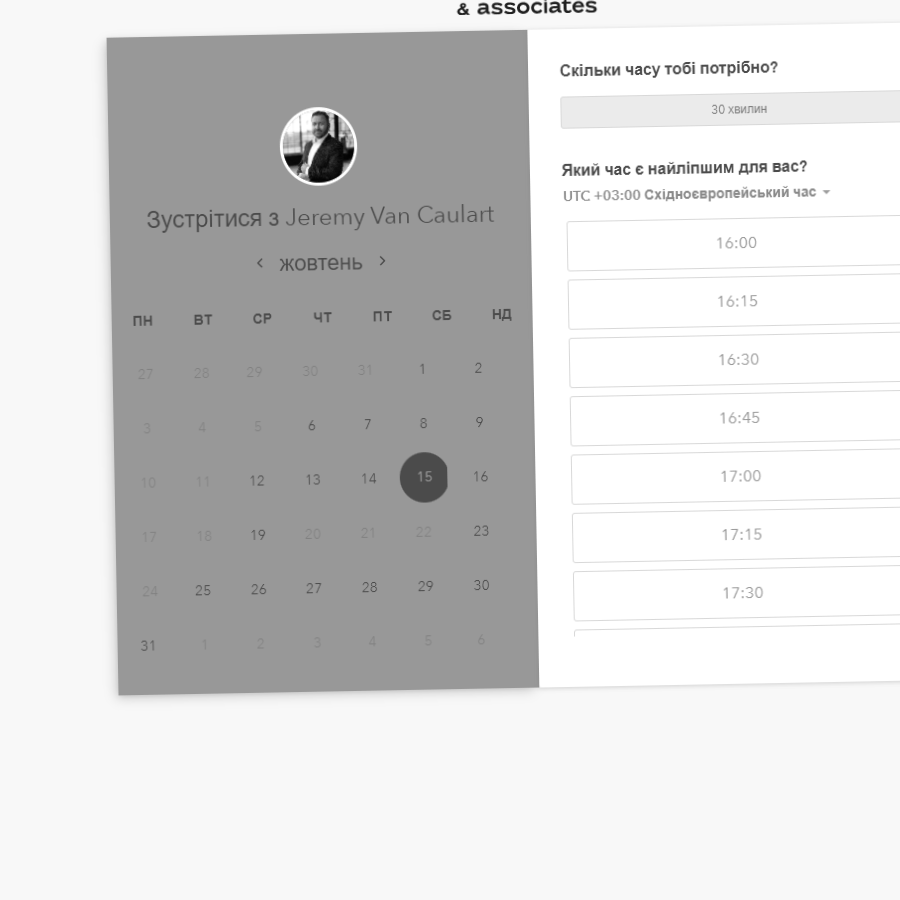 & associates
Зустрітися з Jeremy Van Caulart
жовтень
ПН ВТ СР ЧТ ПТ СБ НД
27 28 29 30 31 1 2
3 4 5 6 7 8 9
10 11 12 13 14 15 16
17 18 19 20 21 22 23
24 25 26 27 28 29 30
31 1 2 3 4 5 6
Скільки часу тобі потрібно?
30 хвилин
Який час є найліпшим для вас?
UTC +03:00 Східноєвропейський час
16:00
16:15
16:30
16:45
17:00
17:15
17:30